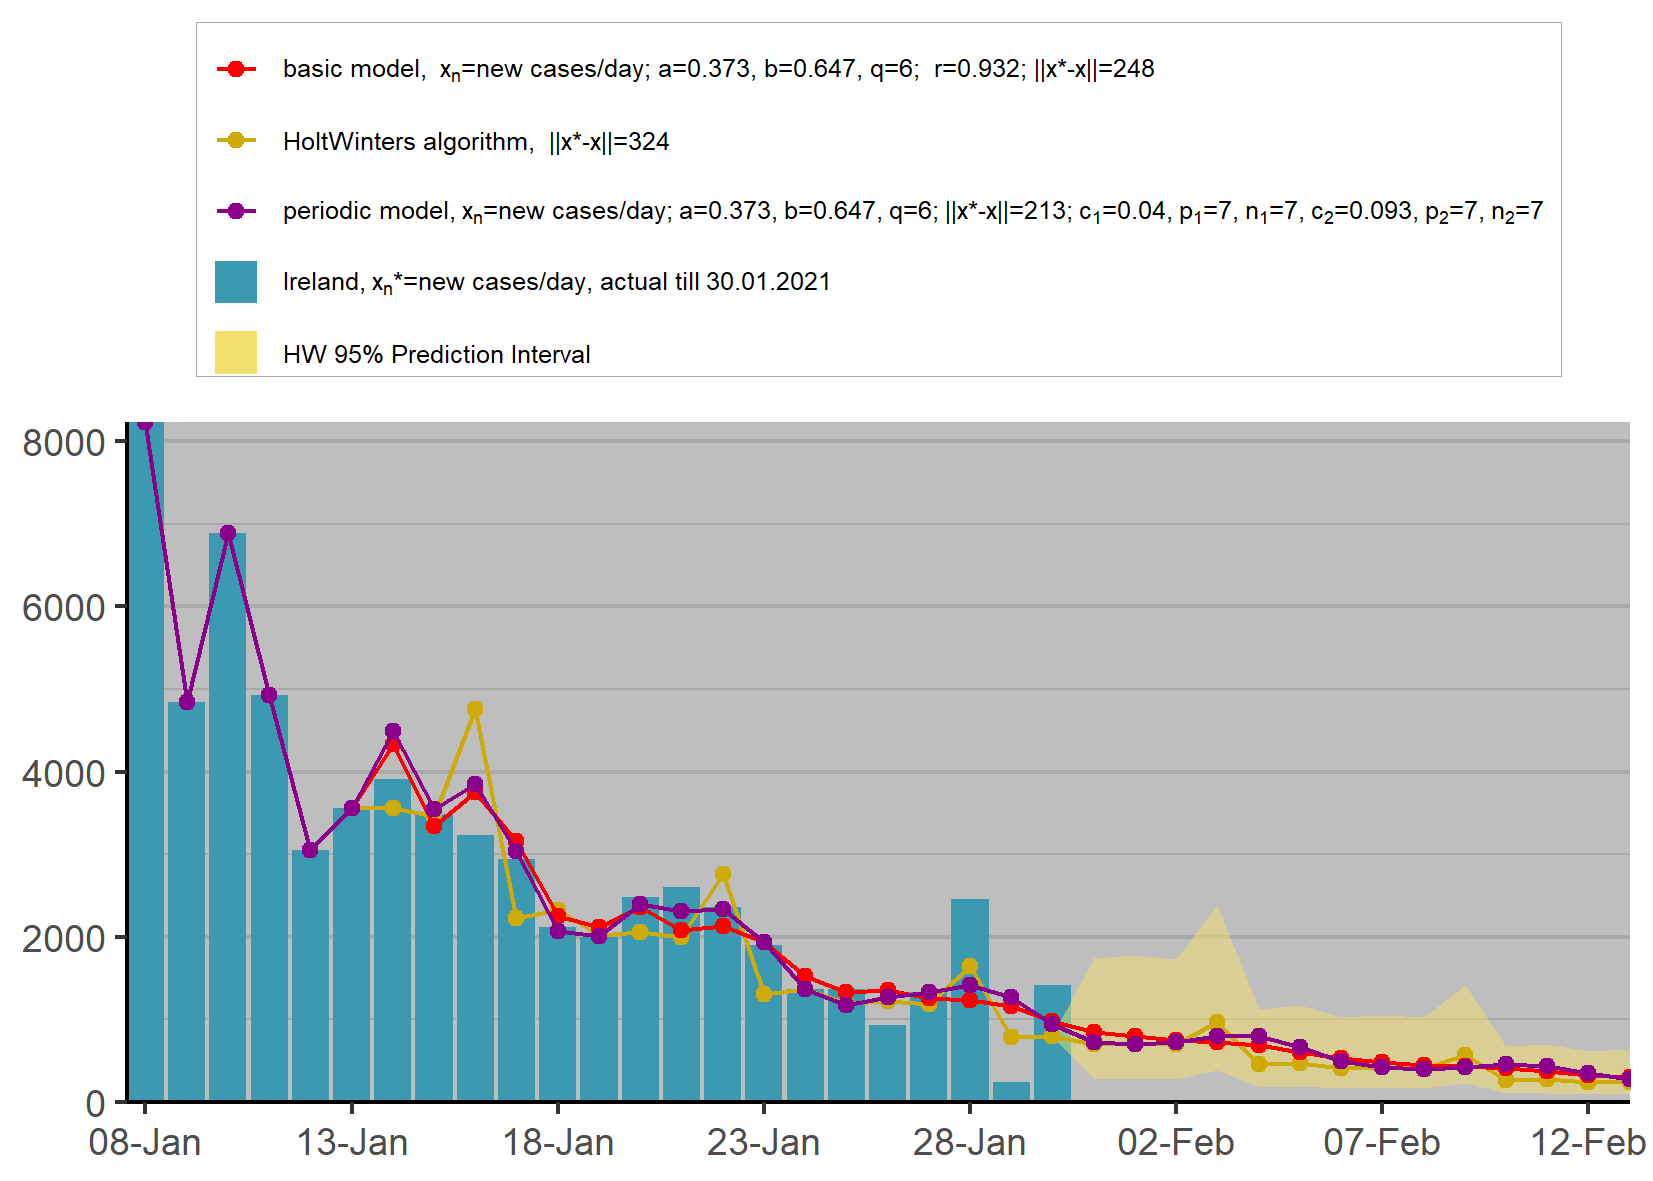 basic model, xₙ=new cases/day; a=0.373, b=0.647, q=6; r=0.932; ||x*-x||=248
HoltWinters algorithm, ||x*-x||=324
periodic model, xₙ=new cases/day; a=0.373, b=0.647, q=6; ||x*-x||=213; c₁=0.04, p₁=7, n₁=7, c₂=0.093, p₂=7, n₂=7
Ireland, xₙ*=new cases/day, actual till 30.01.2021
HW 95% Prediction Interval
8000
6000
4000
2000
0
08-Jan 13-Jan 18-Jan 23-Jan 28-Jan 02-Feb 07-Feb 12-Feb